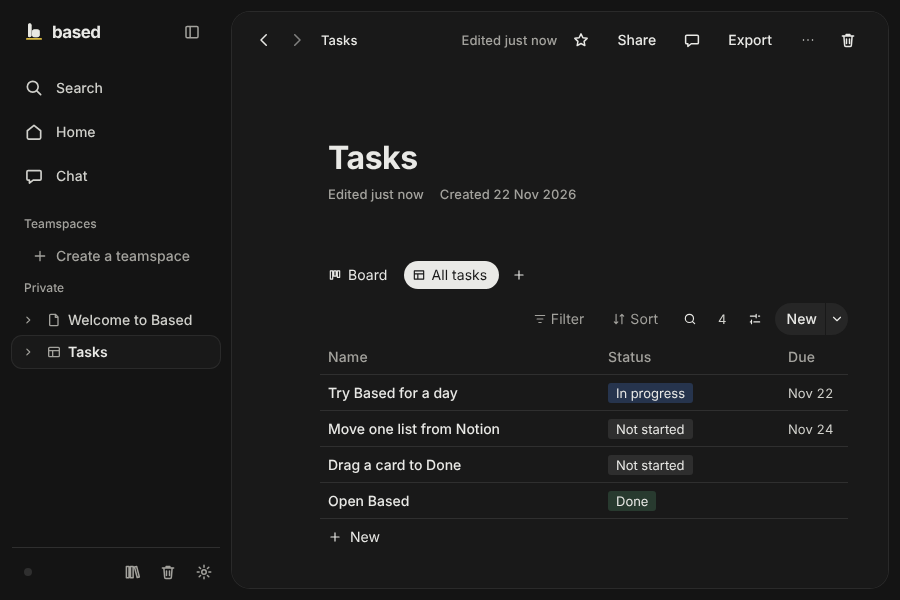 based
Search
Home
Chat
Teamspaces
Create a teamspace
Private
Welcome to Based
Tasks
Tasks
Edited just now
Share
Export
Tasks
Edited just now Created 22 Nov 2026
Board
All tasks
Filter
Sort
4
New
Name Status Due
Try Based for a day In progress Nov 22
Move one list from Notion Not started Nov 24
Drag a card to Done Not started
Open Based Done
New